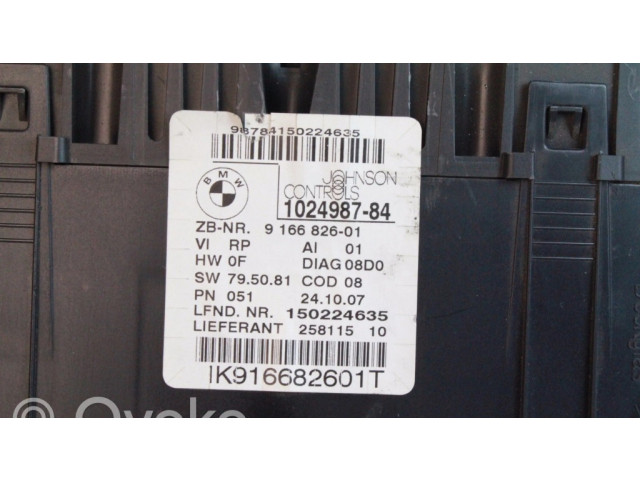 98784150224635
BMW
JOHNSON
CONTROLS
1024987-84
ZB-NR. 9 166 826-01
VI RP AI 01
HW 0F DIAG 08D0
SW 79.50.81 COD 08
PN 051 24.10.07
LFND. NR. 150224635
LIEFERANT 258115 10
IK916682601T
Ovoko